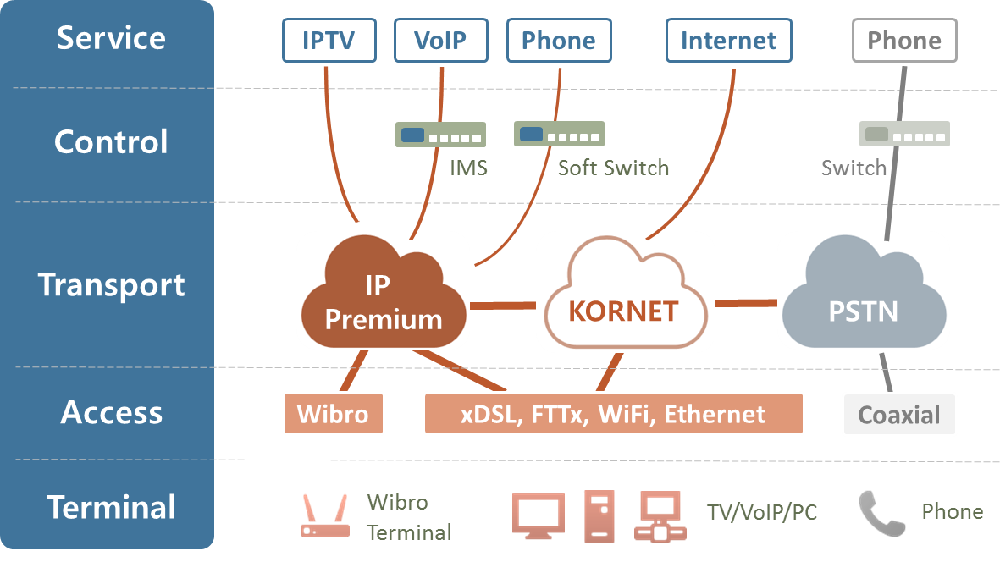 Service
IPTV
VoIP
Phone
Internet
Phone
Control
IMS
Soft Switch
Switch
Transport
IP
Premium
KORNET
PSTN
Access
Wibro
xDSL, FTTx, WiFi, Ethernet
Coaxial
Terminal
Wibro
Terminal
TV/VoIP/PC
Phone